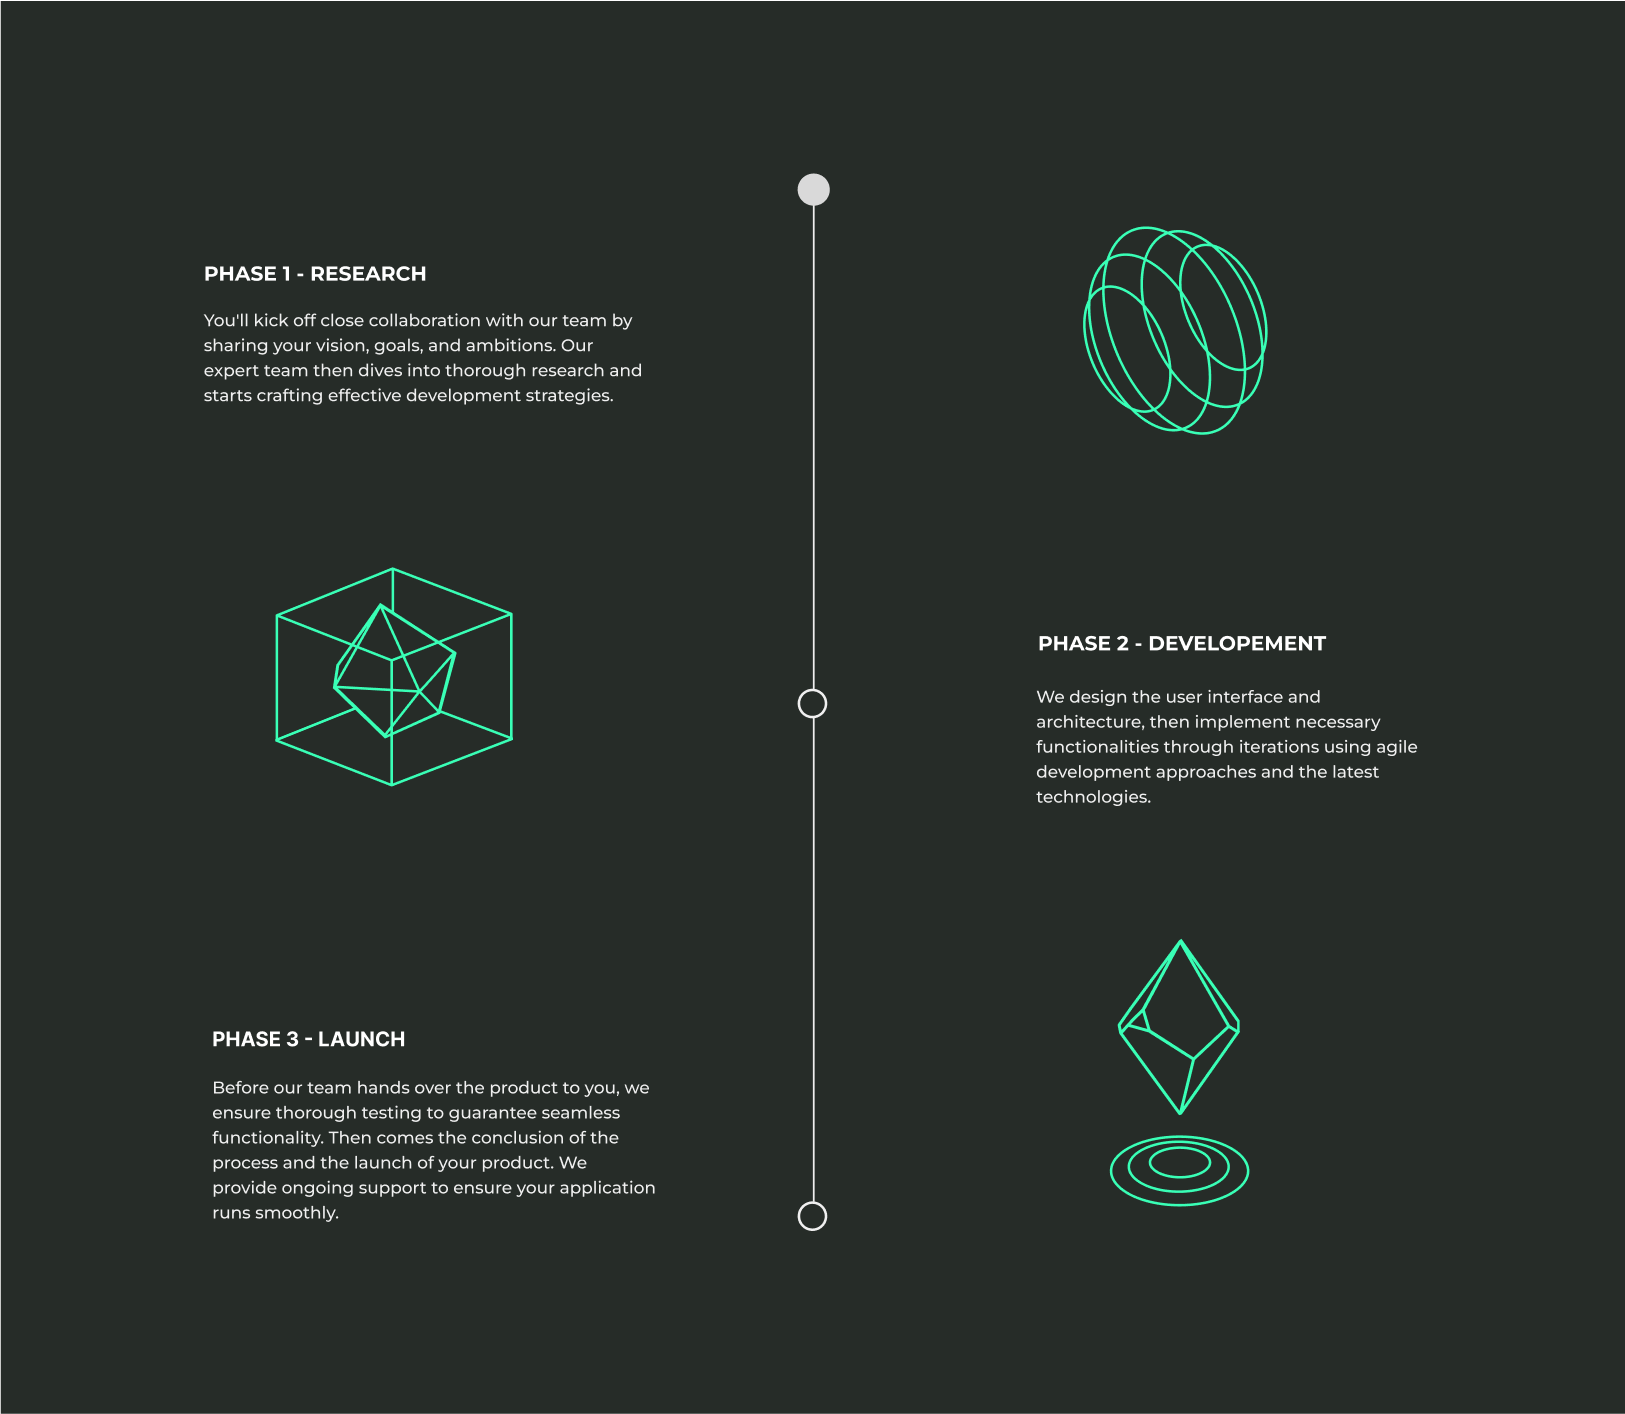 PHASE 1 - RESEARCH
You'll kick off close collaboration with our team by
sharing your vision, goals, and ambitions. Our
expert team then dives into thorough research and
starts crafting effective development strategies.
PHASE 2 - DEVELOPEMENT
We design the user interface and
architecture, then implement necessary
functionalities through iterations using agile
development approaches and the latest
technologies.
PHASE 3 - LAUNCH
Before our team hands over the product to you, we
ensure thorough testing to guarantee seamless
functionality. Then comes the conclusion of the
process and the launch of your product. We
provide ongoing support to ensure your application
runs smoothly.